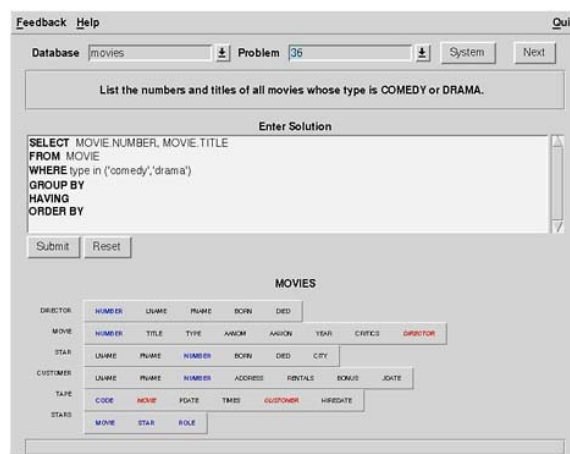 Feedback Help Qui
Database movies Problem 36 System Next
List the numbers and titles of all movies whose type is COMEDY or DRAMA.
Enter Solution
SELECT MOVIE.NUMBER, MOVIE.TITLE
FROM MOVIE
WHERE type in ('comedy','drama')
GROUP BY
HAVING
ORDER BY
Submit Reset
MOVIES
DIRECTOR NUMBER LNAME FNAME BORN DIED
MOVIE NUMBER TITLE TYPE AANOM AAWON YEAR CRITICS DIRECTOR
STAR LNAME FNAME NUMBER BORN DIED CITY
CUSTOMER LNAME FNAME NUMBER ADDRESS RENTALS BONUS JDATE
TAPE CODE MOVIE PDATE TIMES CUSTOMER HIREDATE
STARS MOVIE STAR ROLE